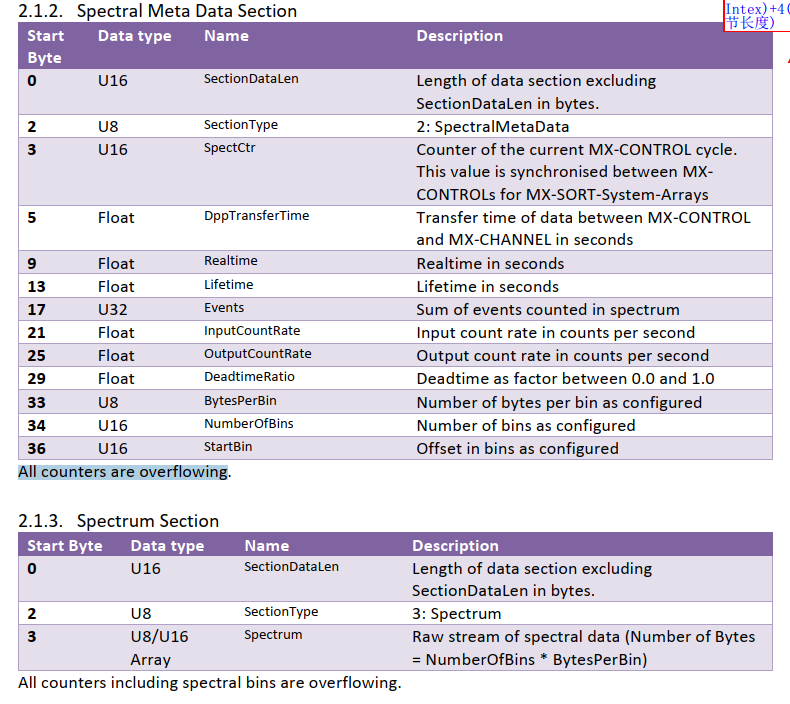 2.1.2. Spectral Meta Data Section
Intex)+4(
节长度)
Start Byte Data type Name Description
0 U16 SectionDataLen Length of data section excluding
SectionDataLen in bytes.
2 U8 SectionType 2: SpectralMetaData
3 U16 SpectCtr Counter of the current MX-CONTROL cycle.
This value is synchronised between MX-
CONTROLs for MX-SORT-System-Arrays
5 Float DppTransferTime Transfer time of data between MX-CONTROL
and MX-CHANNEL in seconds
9 Float Realtime Realtime in seconds
13 Float Lifetime Lifetime in seconds
17 U32 Events Sum of events counted in spectrum
21 Float InputCountRate Input count rate in counts per second
25 Float OutputCountRate Output count rate in counts per second
29 Float DeadtimeRatio Deadtime as factor between 0.0 and 1.0
33 U8 BytesPerBin Number of bytes per bin as configured
34 U16 NumberOfBins Number of bins as configured
36 U16 StartBin Offset in bins as configured
All counters are overflowing.
2.1.3. Spectrum Section
Start Byte Data type Name Description
0 U16 SectionDataLen Length of data section excluding
SectionDataLen in bytes.
2 U8 SectionType 3: Spectrum
3 U8/U16 Spectrum Raw stream of spectral data (Number of Bytes
Array = NumberOfBins * BytesPerBin)
All counters including spectral bins are overflowing.